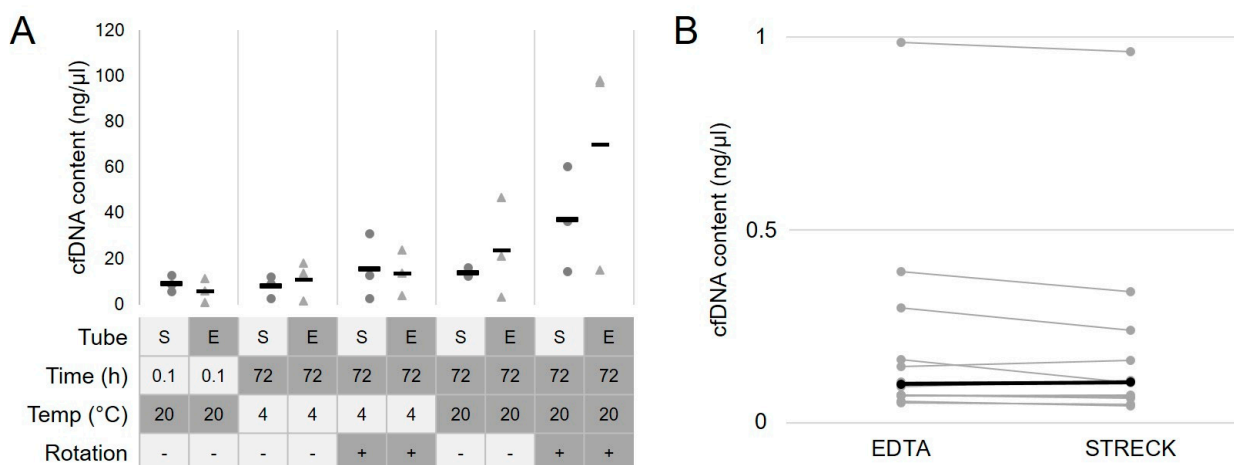 A
cfDNA content (ng/µl)
120
100
80
60
40
20
0
Tube S E S E S E S E S E
Time (h) 0.1 0.1 72 72 72 72 72 72 72 72
Temp (°C) 20 20 4 4 4 4 20 20 20 20
Rotation - - - - + + - - + +
B
cfDNA content (ng/µl)
1
0.5
0
EDTA STRECK